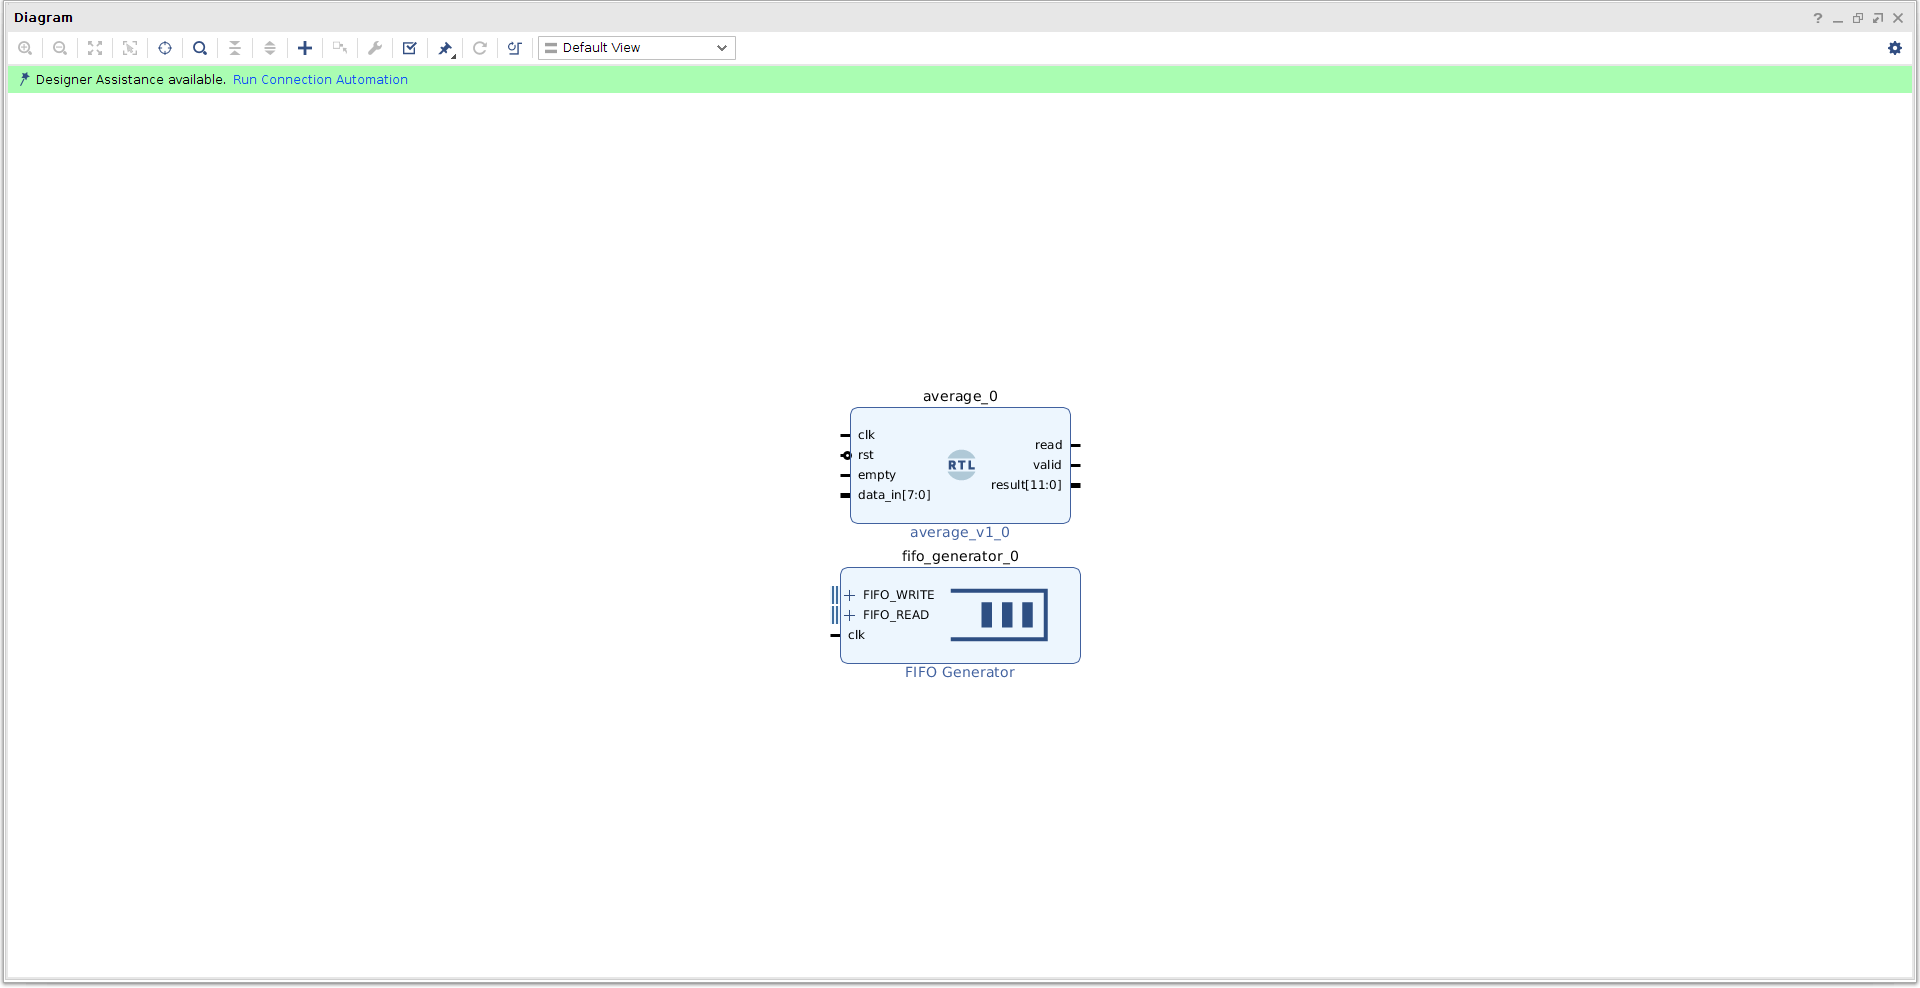 Diagram
Default View
Designer Assistance available. Run Connection Automation
average_0
clk
rst
empty
data_in[7:0]
RTL
read
valid
result[11:0]
average_v1_0
fifo_generator_0
FIFO_WRITE
FIFO_READ
clk
FIFO Generator